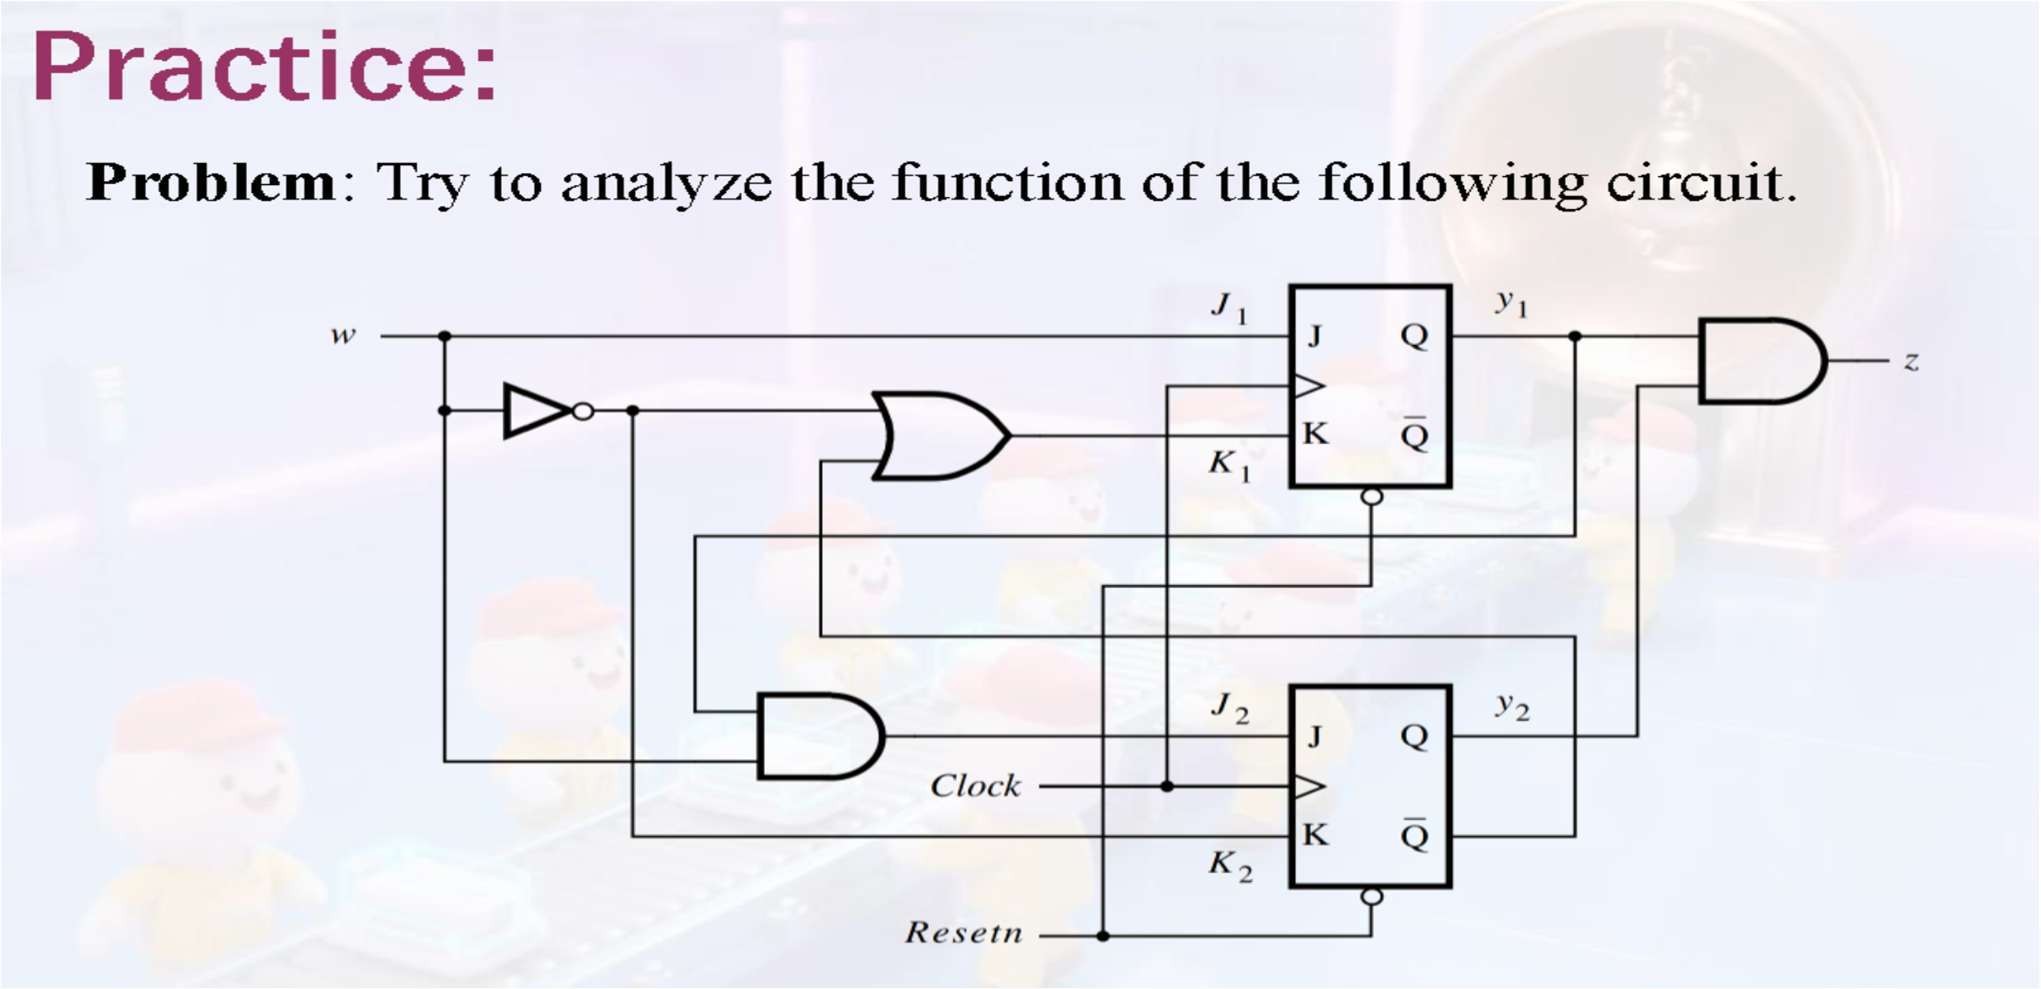 Practice:
Problem: Try to analyze the function of the following circuit.
w
J1
J Q
y1
z
K Q̅
K1
J2
J Q
y2
Clock
K Q̅
K2
Resetn